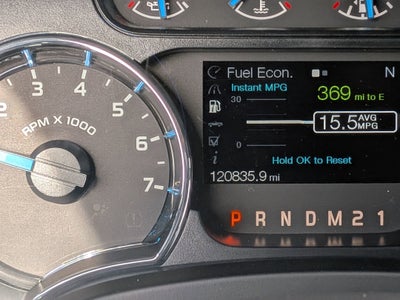 Fuel Econ. N
Instant MPG
369 mi to E
30
15.5 AVG MPG
0
Hold OK to Reset
120835.9 mi
2 3 4 5 6 7
RPM X 1000
P R N D M 2 1